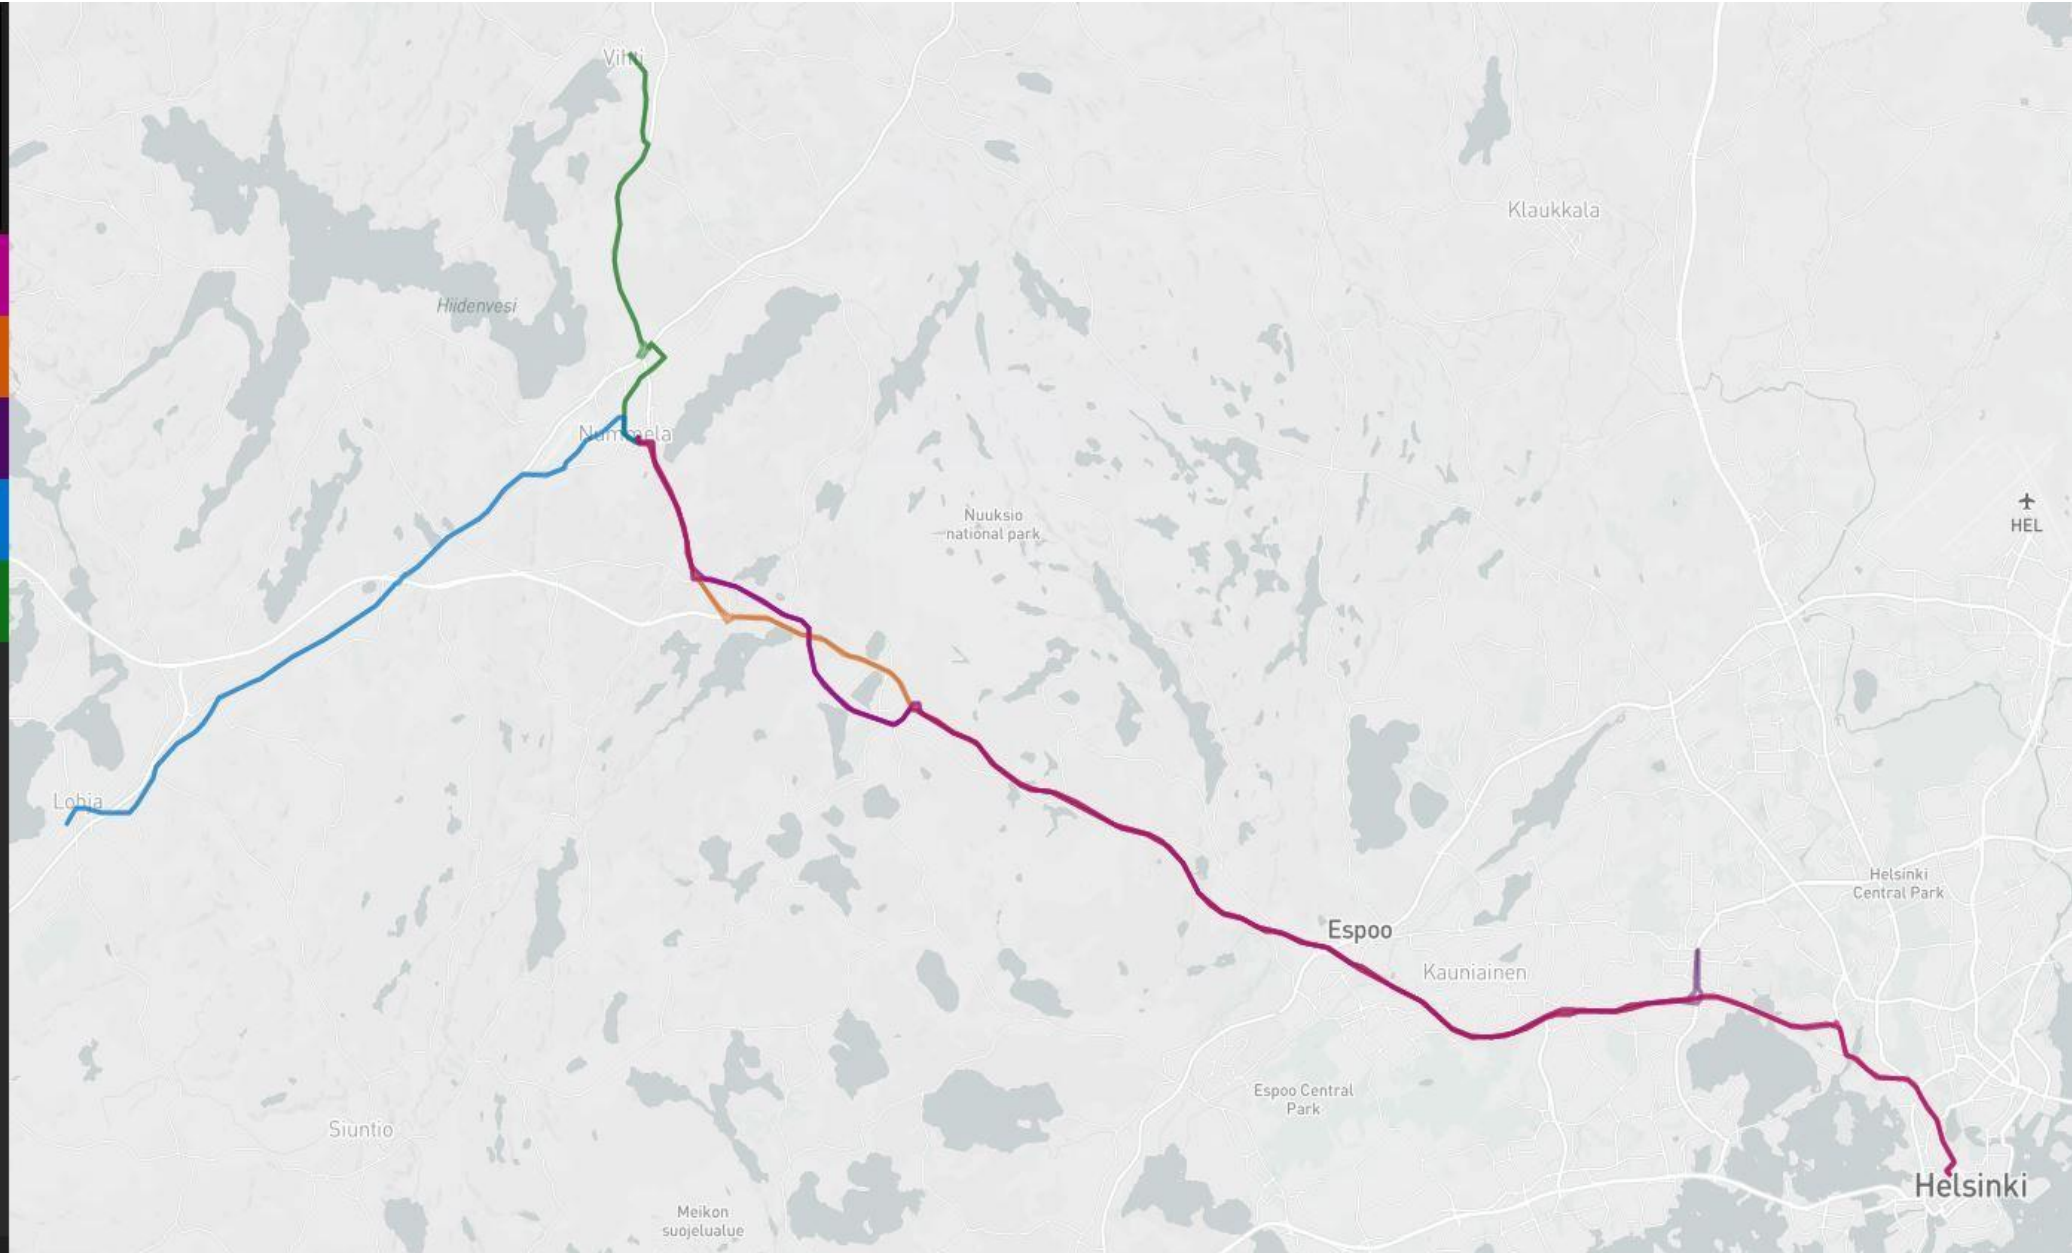 Vihti
Klaukkala
Hiidenvesi
Nummela
HEL
Nuuksio
national park
Lohja
Helsinki
Central Park
Espoo
Kauniainen
Espoo Central
Park
Siuntio
Helsinki
Meikon
suojelualue